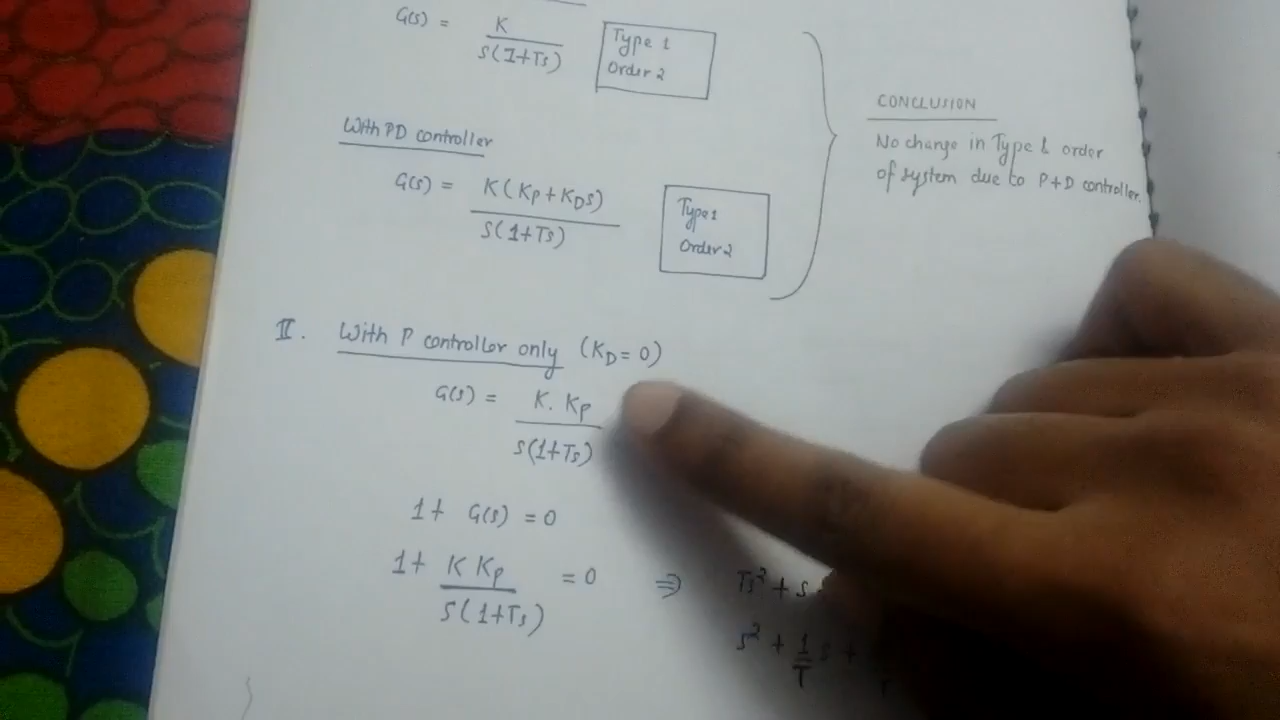 G(s) = K / s(1+Ts)
Type 1
Order 2
With PD controller
G(s) = K(Kp+KDs) / s(1+Ts)
Type 1
Order 2
CONCLUSION
No change in Type & order
of system due to P+D controller.
II. With P controller only (KD = 0)
G(s) = K. Kp / s(1+Ts)
1+ G(s) = 0
1+ K Kp / s(1+Ts) = 0 ⇒ Ts² + s
s² + 1/T s +